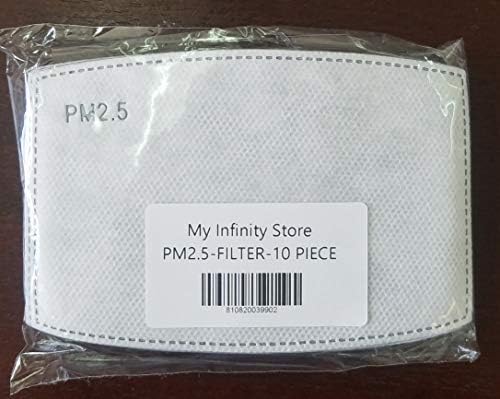 PM2.5
My Infinity Store
PM2.5-FILTER-10 PIECE
810820039902